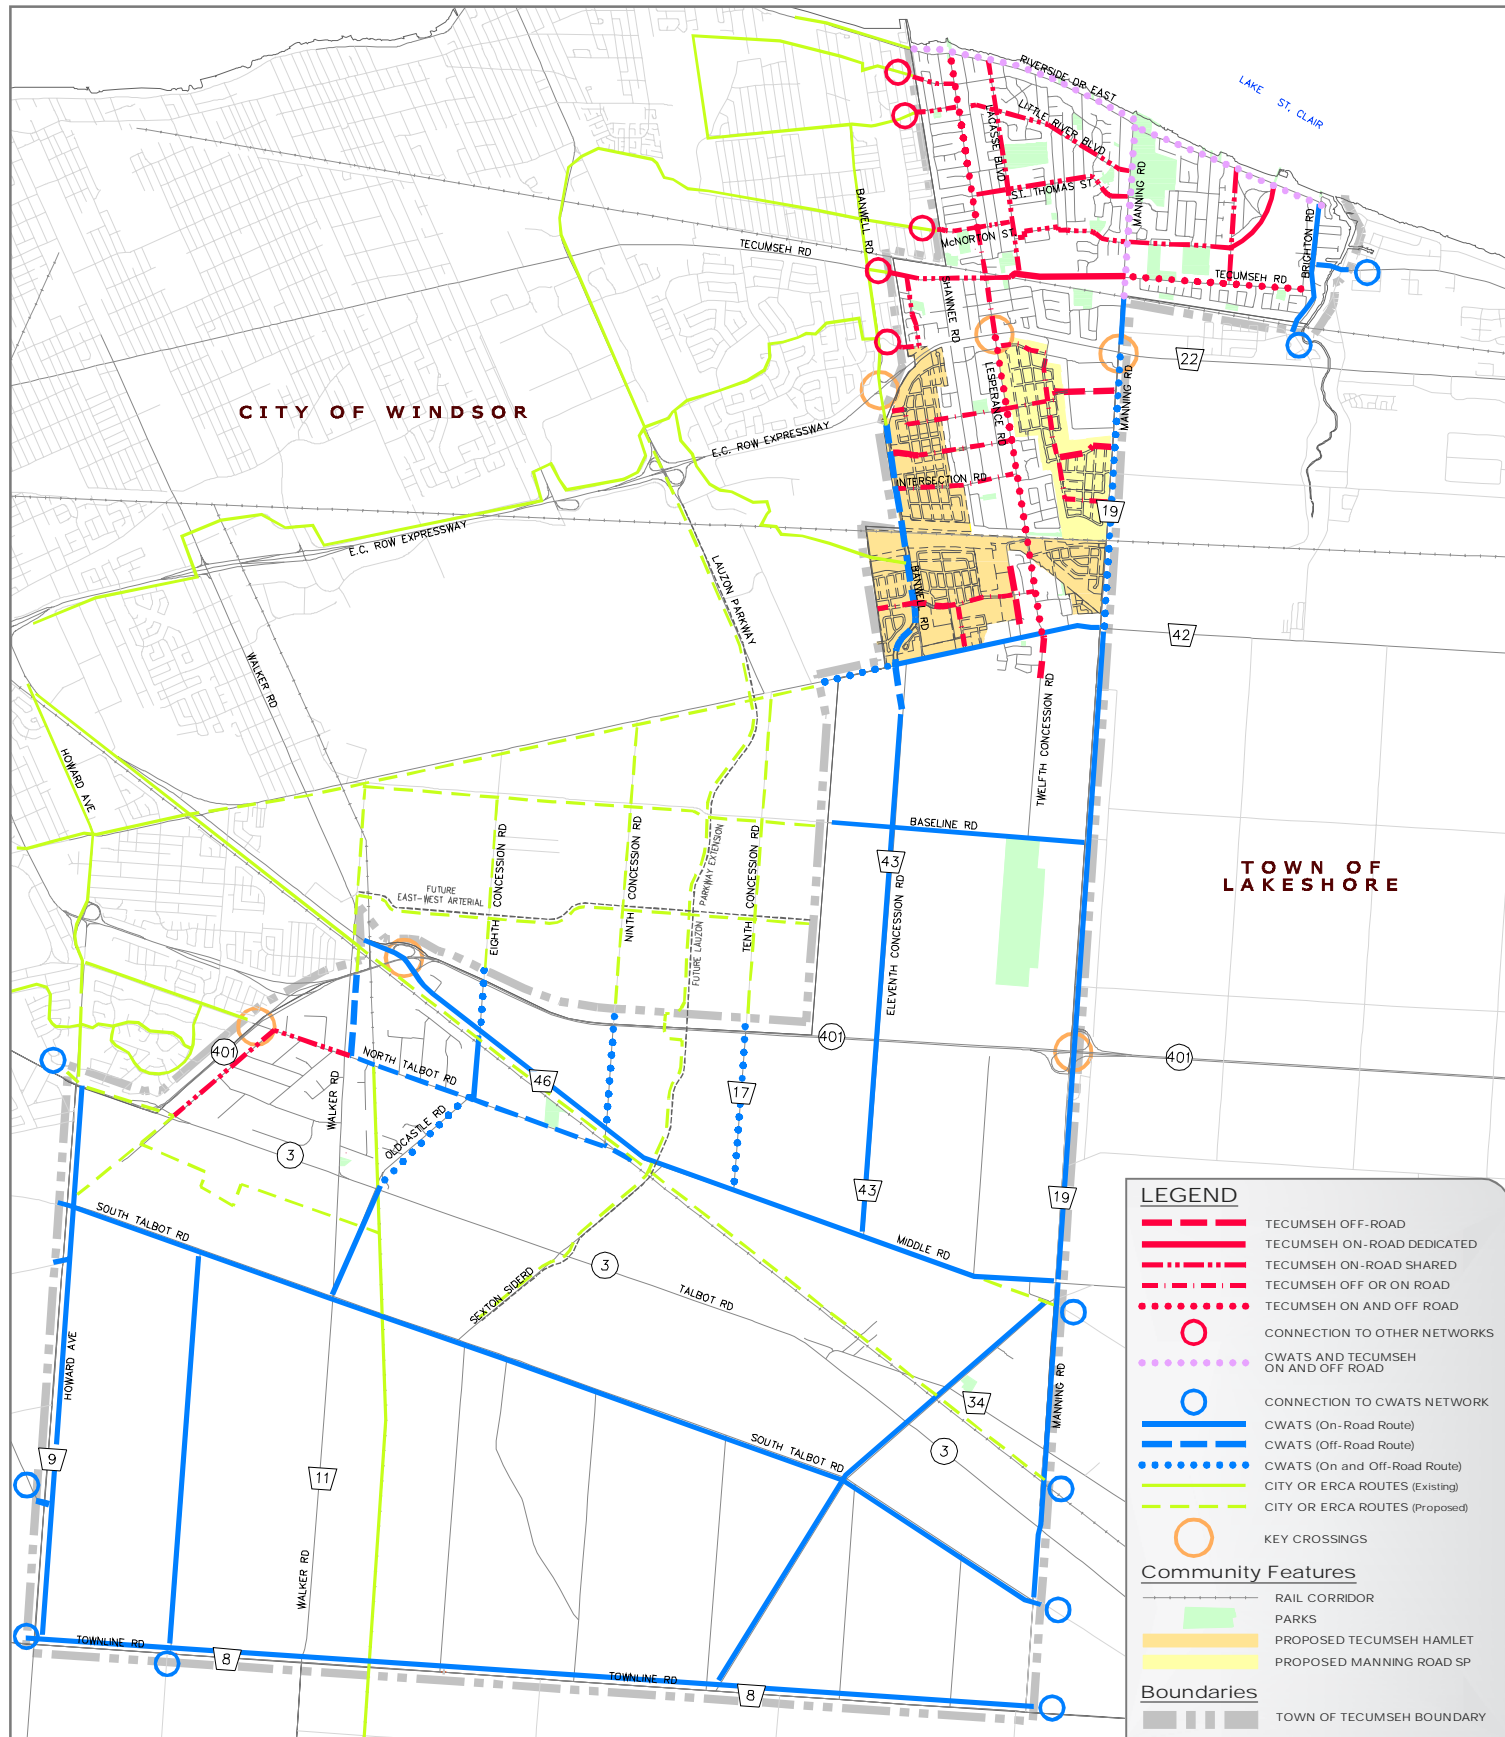 RIVERSIDE DR EAST
LAKE ST. CLAIR
LITTLE RIVER BLVD
LACASSE BLVD
ST. THOMAS ST.
MANNING RD
BANWELL RD
McNORTON ST.
BRIGHTON RD
TECUMSEH RD
TECUMSEH RD
SHAWNEE RD
22
LESPERANCE RD
MANNING RD
CITY OF WINDSOR
E.C. ROW EXPRESSWAY
INTERSECTION RD
19
E.C. ROW EXPRESSWAY
LAUZON PARKWAY
BANWELL RD
42
WALKER RD
TWELFTH CONCESSION RD
HOWARD AVE
BASELINE RD
43
TOWN OF
LAKESHORE
EIGHTH CONCESSION RD
NINTH CONCESSION RD
FUTURE LAUZON PARKWAY EXTENSION
TENTH CONCESSION RD
ELEVENTH CONCESSION RD
FUTURE
EAST-WEST ARTERIAL
401
401
401
NORTH TALBOT RD
WALKER RD
46
17
OLDCASTLE RD
3
43
19
SOUTH TALBOT RD
MIDDLE RD
3
SEXTON SIDERD
TALBOT RD
HOWARD AVE
MANNING RD
34
SOUTH TALBOT RD
3
9
11
WALKER RD
TOWNLINE RD
8
TOWNLINE RD
8
LEGEND
TECUMSEH OFF-ROAD
TECUMSEH ON-ROAD DEDICATED
TECUMSEH ON-ROAD SHARED
TECUMSEH OFF OR ON ROAD
TECUMSEH ON AND OFF ROAD
CONNECTION TO OTHER NETWORKS
CWATS AND TECUMSEH
ON AND OFF ROAD
CONNECTION TO CWATS NETWORK
CWATS (On-Road Route)
CWATS (Off-Road Route)
CWATS (On and Off-Road Route)
CITY OR ERCA ROUTES (Existing)
CITY OR ERCA ROUTES (Proposed)
KEY CROSSINGS
Community Features
RAIL CORRIDOR
PARKS
PROPOSED TECUMSEH HAMLET
PROPOSED MANNING ROAD SP
Boundaries
TOWN OF TECUMSEH BOUNDARY